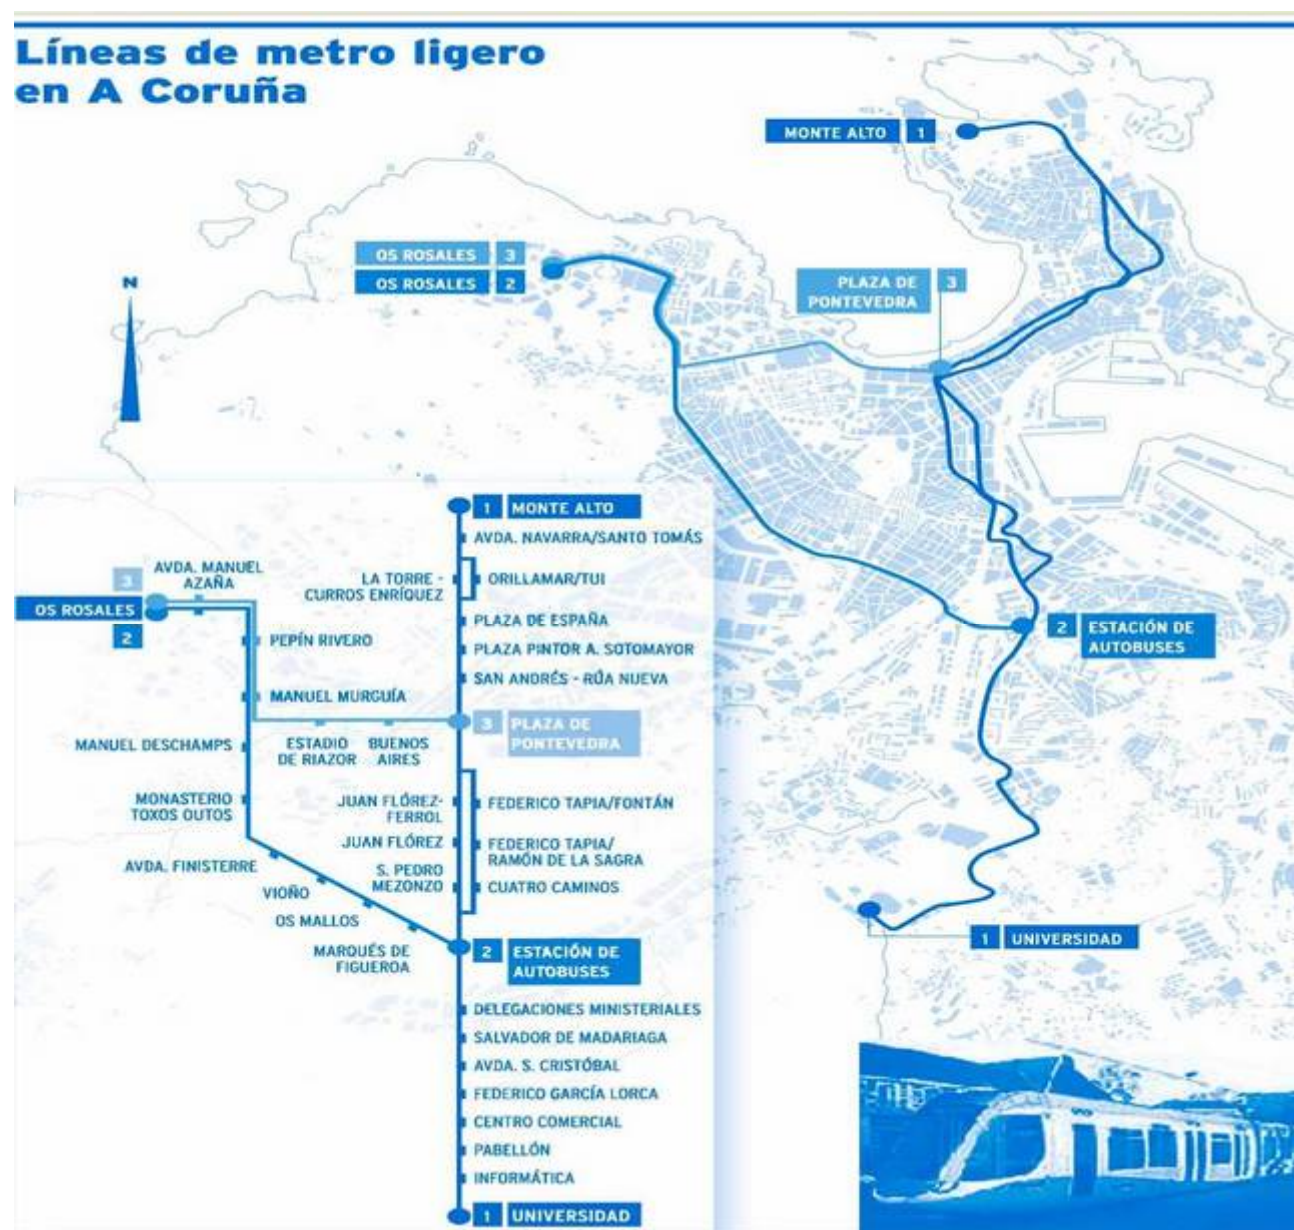 Líneas de metro ligero
en A Coruña
MONTE ALTO 1
OS ROSALES 3
OS ROSALES 2
PLAZA DE 3
PONTEVEDRA
N
2 ESTACIÓN DE
AUTOBUSES
1 UNIVERSIDAD
1 MONTE ALTO
AVDA. NAVARRA/SANTO TOMÁS
LA TORRE -
CURROS ENRÍQUEZ
ORILLAMAR/TUI
PLAZA DE ESPAÑA
PLAZA PINTOR A. SOTOMAYOR
SAN ANDRÉS - RÚA NUEVA
3 PLAZA DE
PONTEVEDRA
AVDA. MANUEL
AZAÑA
3
OS ROSALES
2
PEPÍN RIVERO
MANUEL MURGUÍA
ESTADIO
DE RIAZOR
BUENOS
AIRES
MANUEL DESCHAMPS
MONASTERIO
TOXOS OUTOS
AVDA. FINISTERRE
VIOÑO
OS MALLOS
MARQUÉS DE
FIGUEROA
JUAN FLÓREZ-
FERROL
FEDERICO TAPIA/FONTÁN
JUAN FLÓREZ
FEDERICO TAPIA/
RAMÓN DE LA SAGRA
S. PEDRO
MEZONZO
CUATRO CAMINOS
2 ESTACIÓN DE
AUTOBUSES
DELEGACIONES MINISTERIALES
SALVADOR DE MADARIAGA
AVDA. S. CRISTÓBAL
FEDERICO GARCÍA LORCA
CENTRO COMERCIAL
PABELLÓN
INFORMÁTICA
1 UNIVERSIDAD